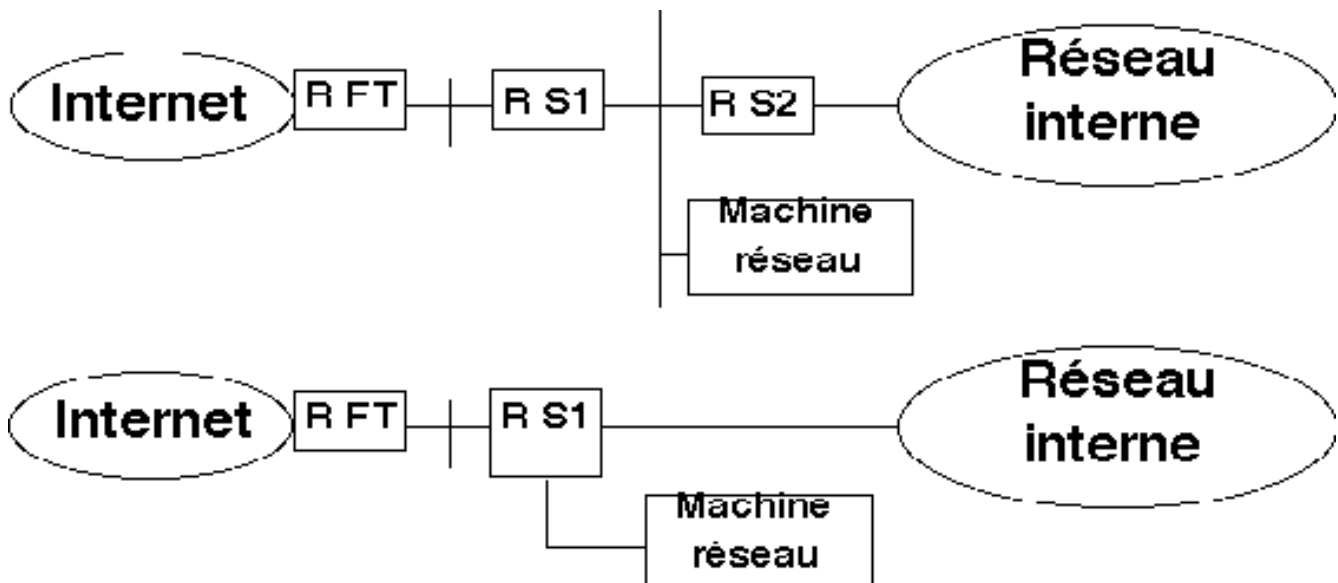 Internet
R FT
R S1
R S2
Réseau
interne
Machine
réseau
Internet
R FT
R S1
Réseau
interne
Machine
réseau